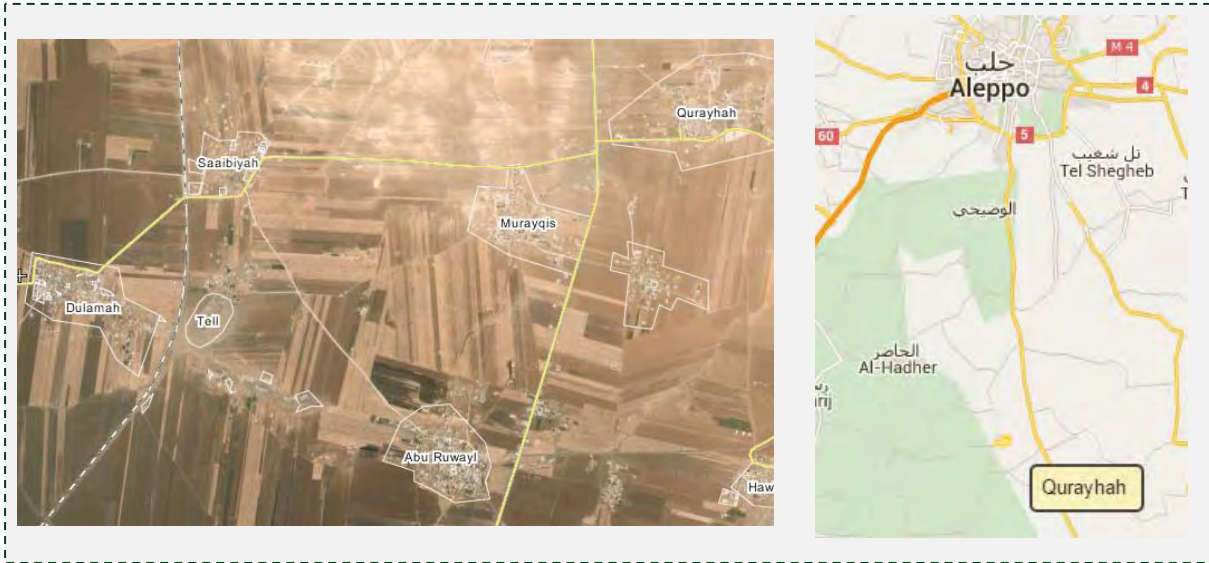 Qurayhah
Saaibiyah
Murayqis
Dulamah
Tell
Abu Ruwayl
Haw
M 4
حلب
Aleppo
4
60
5
تل شغيب
Tel Shegheb
الوضيحي
الحاضر
Al-Hadher
Qurayhah